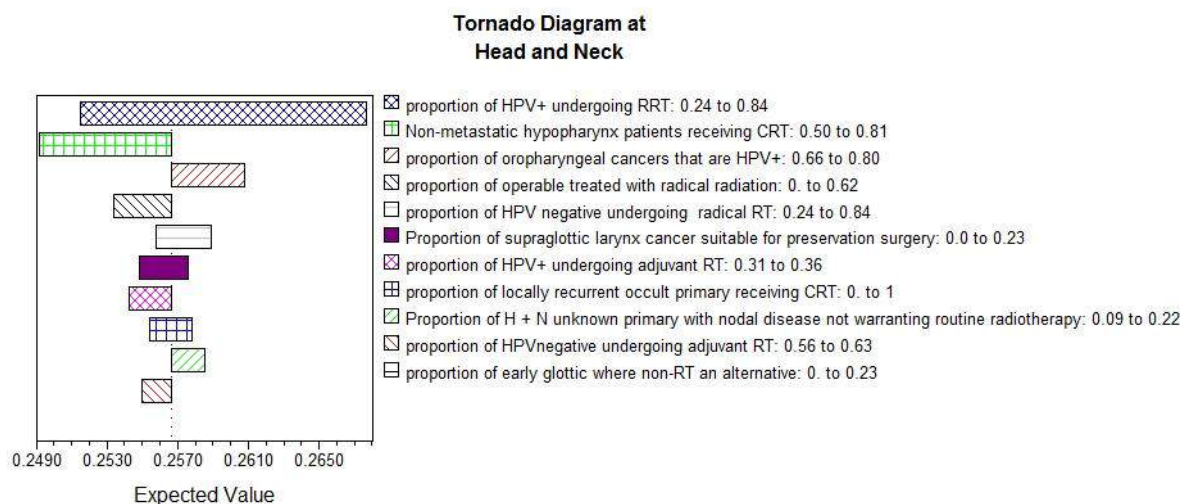 Tornado Diagram at
Head and Neck
proportion of HPV+ undergoing RRT: 0.24 to 0.84
Non-metastatic hypopharynx patients receiving CRT: 0.50 to 0.81
proportion of oropharyngeal cancers that are HPV+: 0.66 to 0.80
proportion of operable treated with radical radiation: 0. to 0.62
proportion of HPV negative undergoing  radical RT: 0.24 to 0.84
Proportion of supraglottic larynx cancer suitable for preservation surgery: 0.0 to 0.23
proportion of HPV+ undergoing adjuvant RT: 0.31 to 0.36
proportion of locally recurrent occult primary receiving CRT: 0. to 1
Proportion of H + N unknown primary with nodal disease not warranting routine radiotherapy: 0.09 to 0.22
proportion of HPVnegative undergoing adjuvant RT: 0.56 to 0.63
proportion of early glottic where non-RT an alternative: 0. to 0.23
0.2490 0.2530 0.2570 0.2610 0.2650
Expected Value